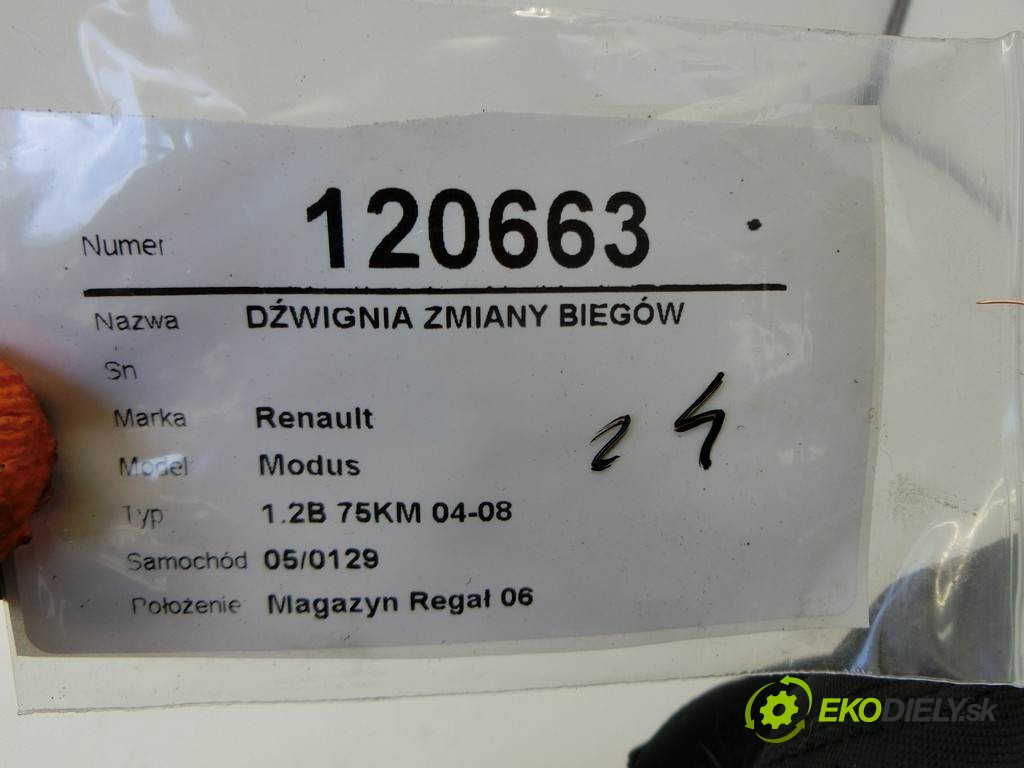 Numer 120663
Nazwa DŹWIGNIA ZMIANY BIEGÓW
Sn
Marka Renault
24
Model Modus
Typ 1.2B 75KM 04-08
Samochód 05/0129
Położenie Magazyn Regał 06
EKODIELY.sk